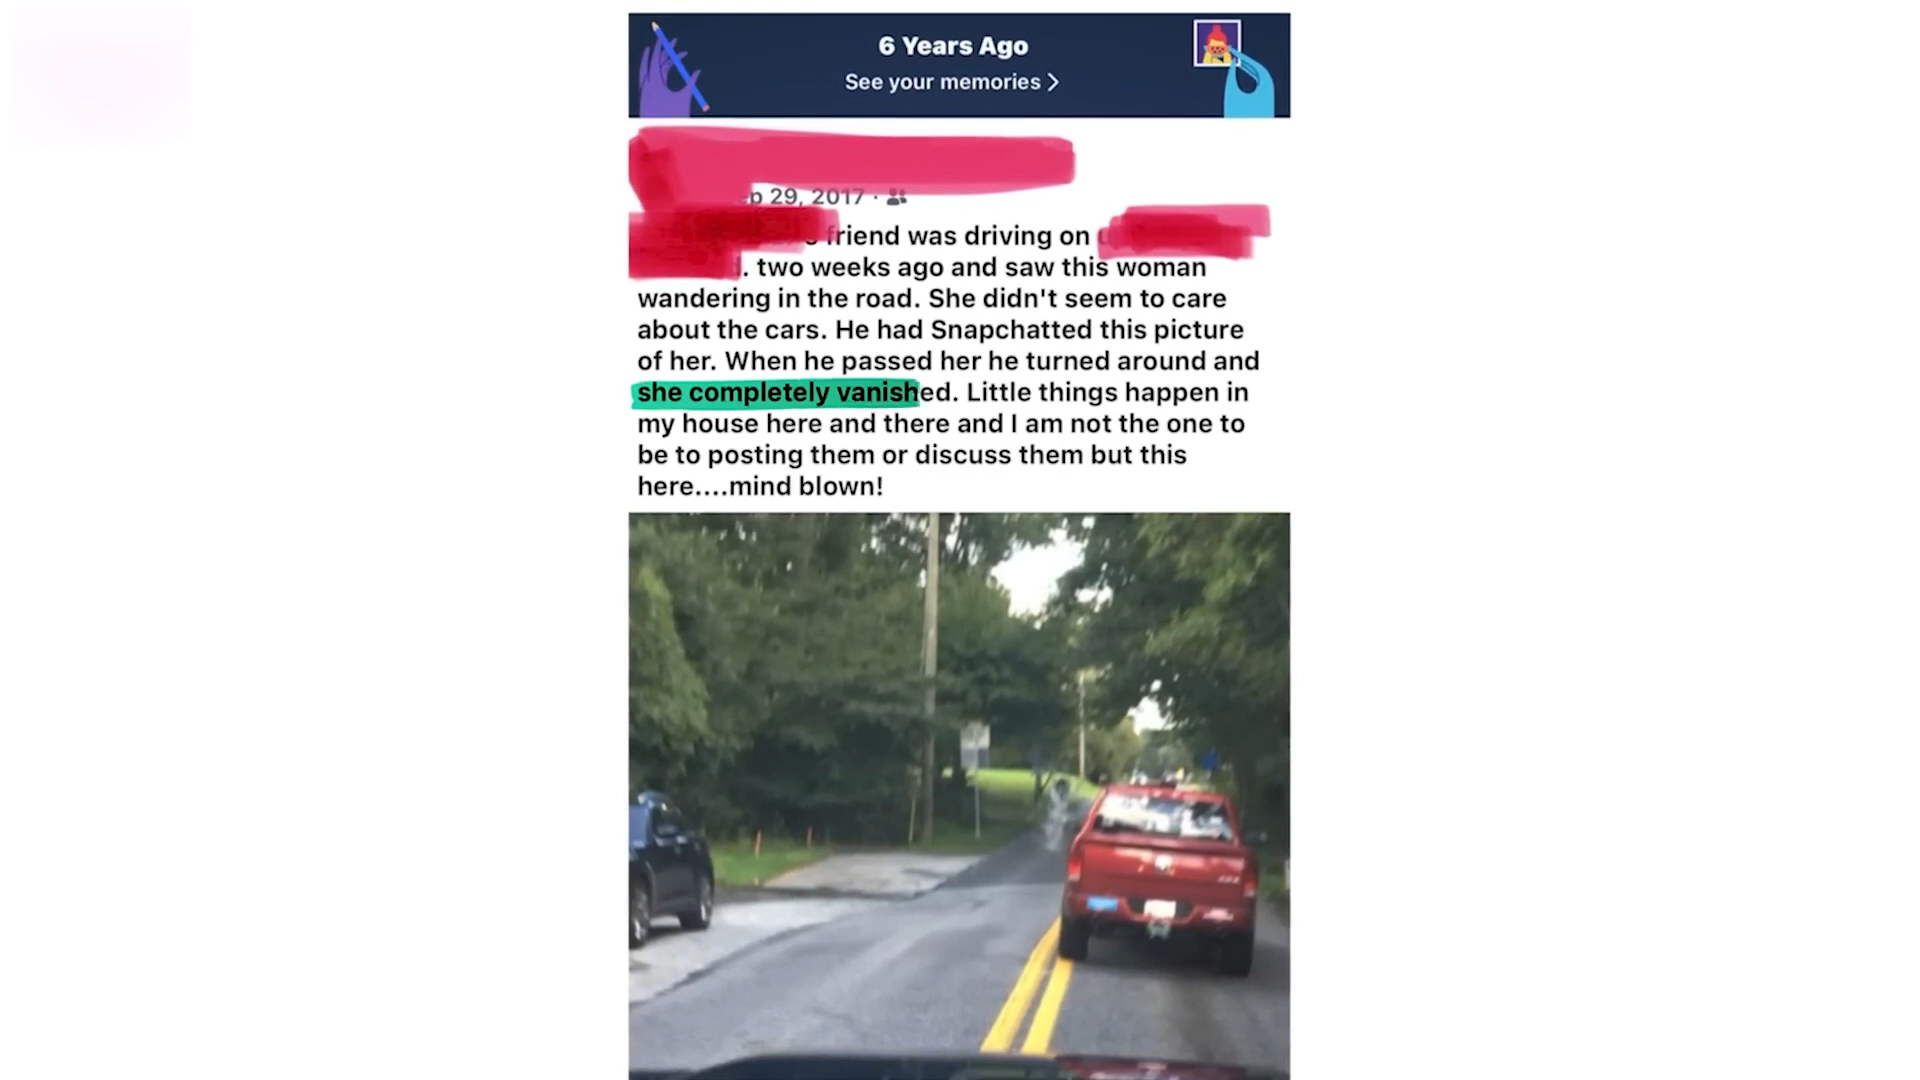 6 Years Ago
See your memories >
29, 2017 ·
friend was driving on
. two weeks ago and saw this woman
wandering in the road. She didn't seem to care
about the cars. He had Snapchatted this picture
of her. When he passed her he turned around and
she completely vanished. Little things happen in
my house here and there and I am not the one to
be to posting them or discuss them but this
here....mind blown!